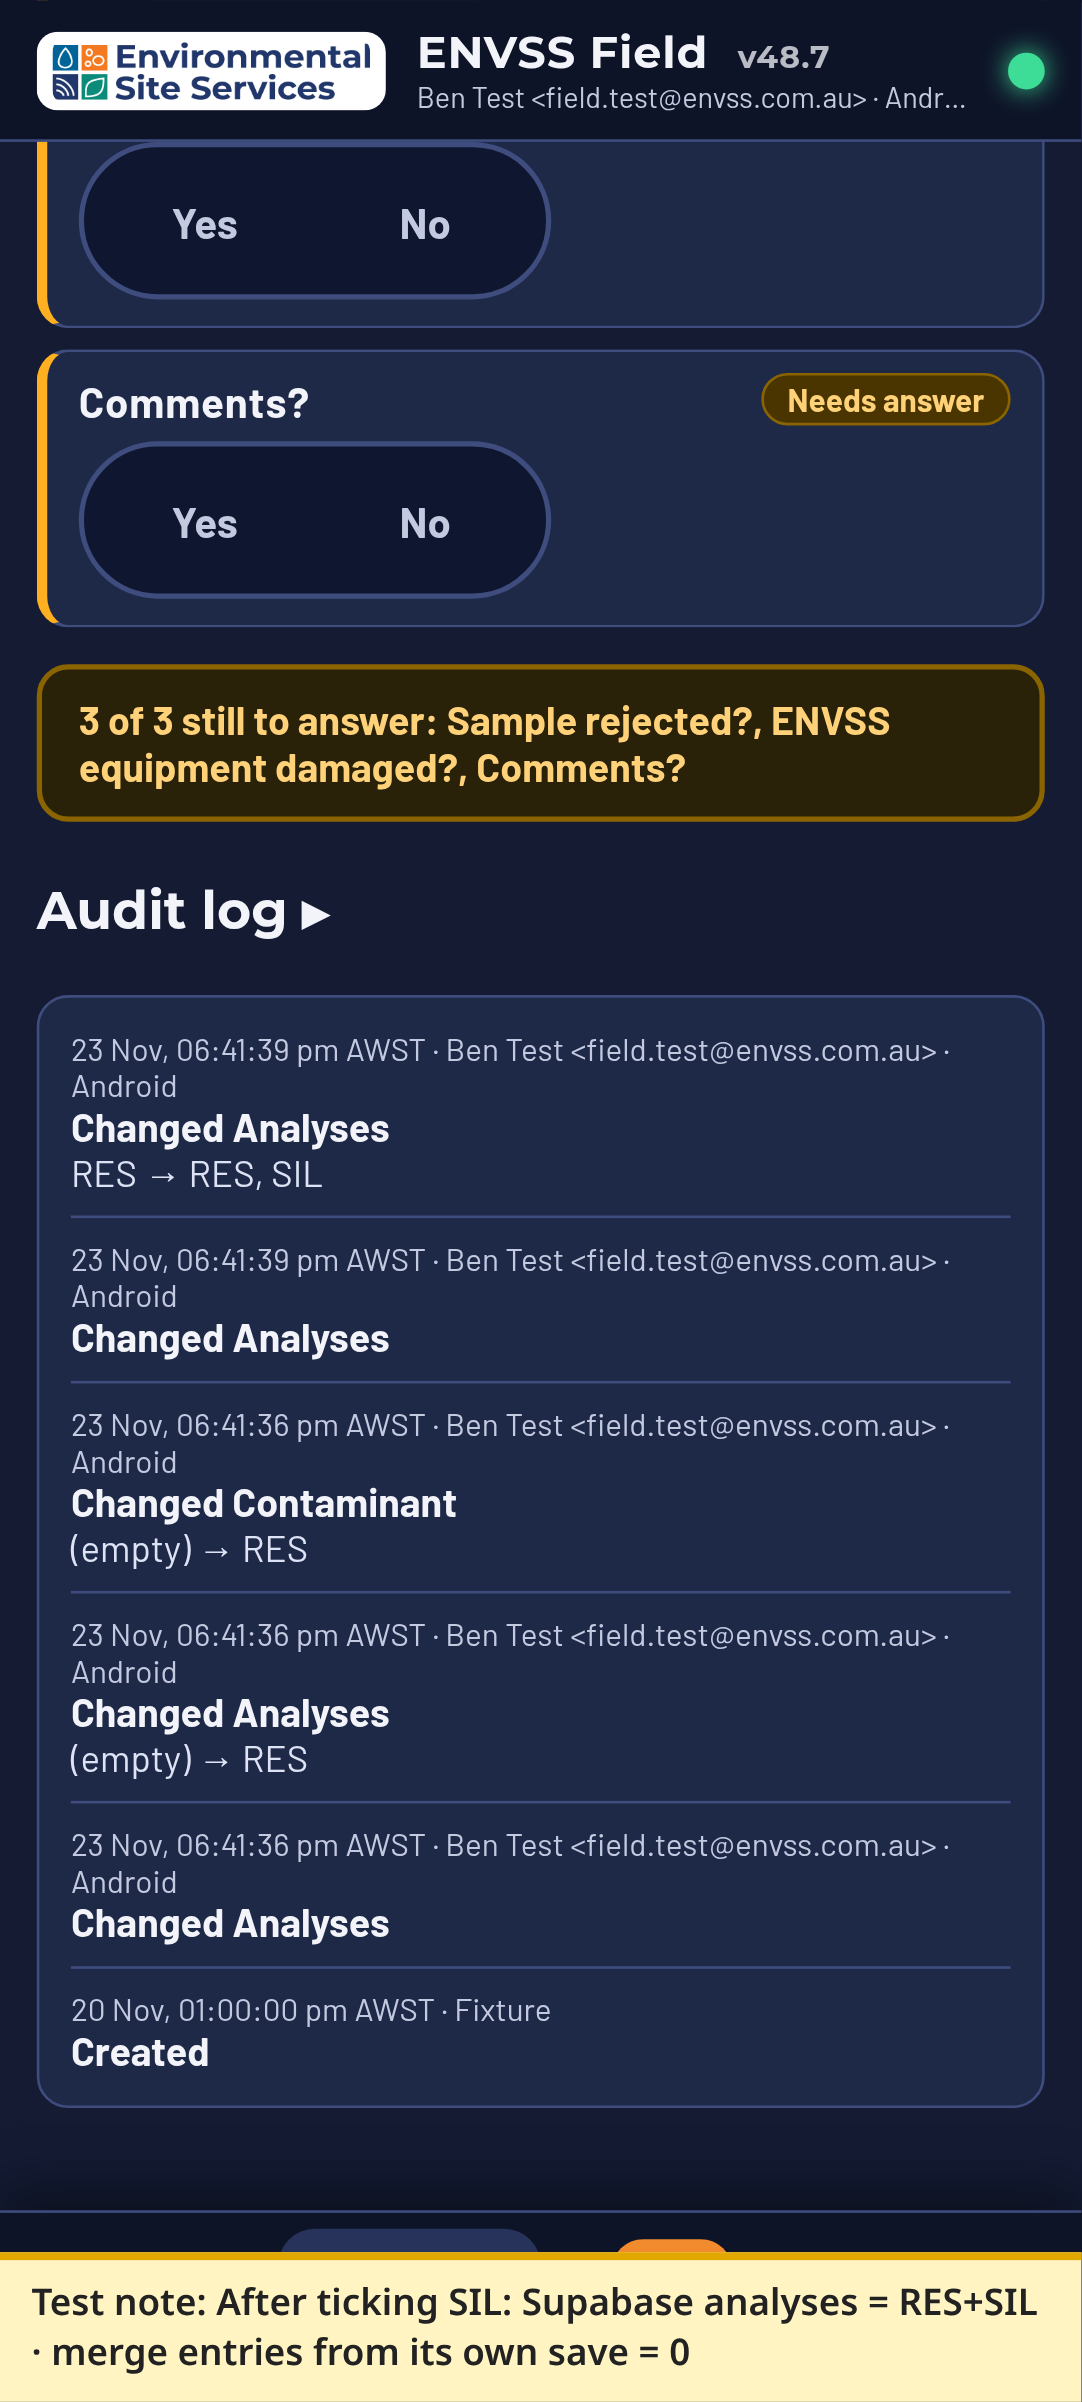 Environmental
Site Services
ENVSS Field v48.7
Ben Test <field.test@envss.com.au> · Andr...
Yes No
Comments?
Needs answer
Yes No
3 of 3 still to answer: Sample rejected?, ENVSS
equipment damaged?, Comments?
Audit log ▸
23 Nov, 06:41:39 pm AWST · Ben Test <field.test@envss.com.au> ·
Android
Changed Analyses
RES → RES, SIL
23 Nov, 06:41:39 pm AWST · Ben Test <field.test@envss.com.au> ·
Android
Changed Analyses
23 Nov, 06:41:36 pm AWST · Ben Test <field.test@envss.com.au> ·
Android
Changed Contaminant
(empty) → RES
23 Nov, 06:41:36 pm AWST · Ben Test <field.test@envss.com.au> ·
Android
Changed Analyses
(empty) → RES
23 Nov, 06:41:36 pm AWST · Ben Test <field.test@envss.com.au> ·
Android
Changed Analyses
20 Nov, 01:00:00 pm AWST · Fixture
Created
Test note: After ticking SIL: Supabase analyses = RES+SIL
· merge entries from its own save = 0